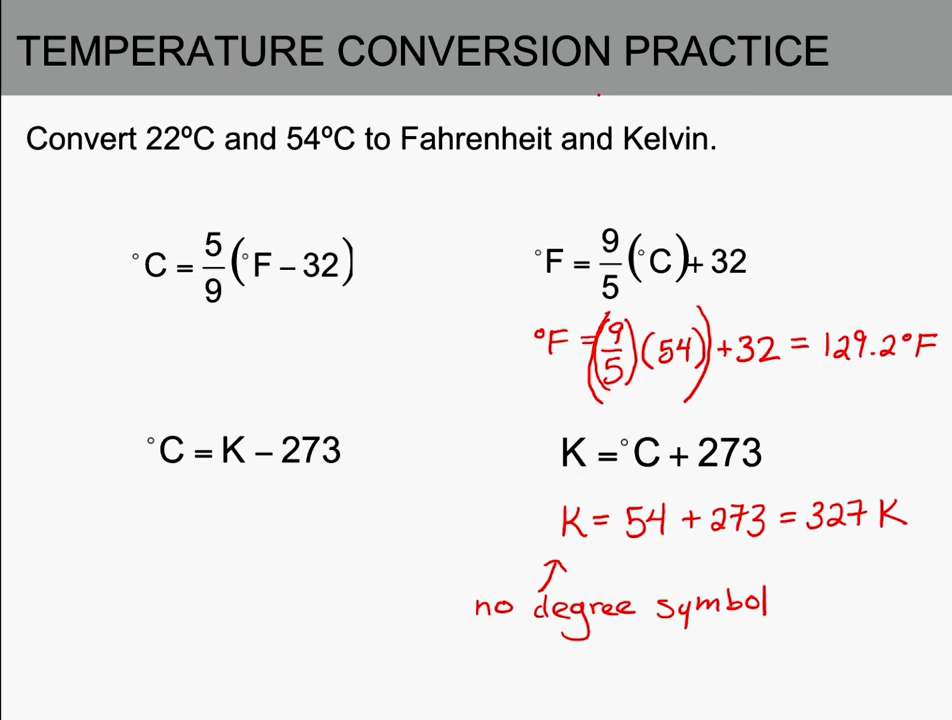 TEMPERATURE CONVERSION PRACTICE
Convert 22ºC and 54ºC to Fahrenheit and Kelvin.
°C = 5/9 (°F – 32)
°F = 9/5 (°C) + 32
°F = ((9/5)(54)) + 32 = 129.2°F
°C = K – 273
K = °C + 273
K = 54 + 273 = 327 K
↑
no degree symbol